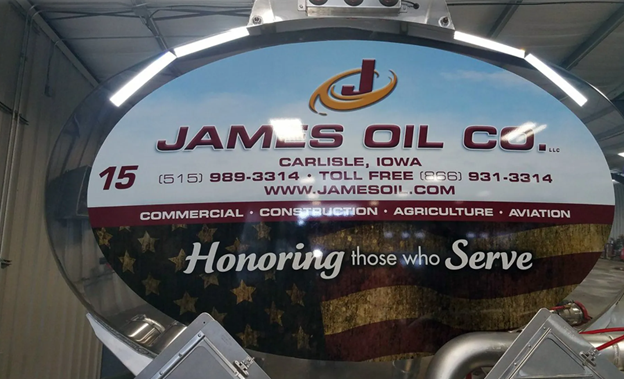 J
JAMES OIL CO. LLC
CARLISLE, IOWA
15
(515) 989-3314 · TOLL FREE (866) 931-3314
WWW.JAMESOIL.COM
COMMERCIAL · CONSTRUCTION · AGRICULTURE · AVIATION
Honoring those who Serve